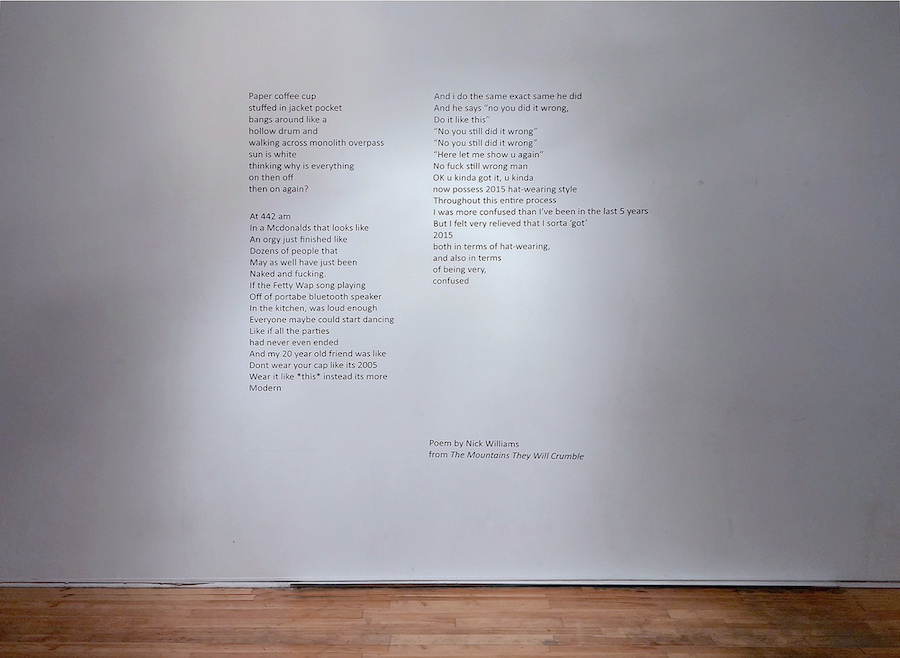 Paper coffee cup
stuffed in jacket pocket
bangs around like a
hollow drum and
walking across monolith overpass
sun is white
thinking why is everything
on then off
then on again?
At 442 am
In a Mcdonalds that looks like
An orgy just finished like
Dozens of people that
May as well have just been
Naked and fucking.
If the Fetty Wap song playing
Off of portabe bluetooth speaker
In the kitchen, was loud enough
Everyone maybe could start dancing
Like if all the parties
had never even ended
And my 20 year old friend was like
Dont wear your cap like its 2005
Wear it like *this* instead its more
Modern
And i do the same exact same he did
And he says “no you did it wrong,
Do it like this”
“No you still did it wrong”
“No you still did it wrong”
“Here let me show u again”
No fuck still wrong man
OK u kinda got it, u kinda
now possess 2015 hat-wearing style
Throughout this entire process
I was more confused than I’ve been in the last 5 years
But I felt very relieved that I sorta ‘got’
2015
both in terms of hat-wearing,
and also in terms
of being very,
confused
Poem by Nick Williams
from The Mountains They Will Crumble